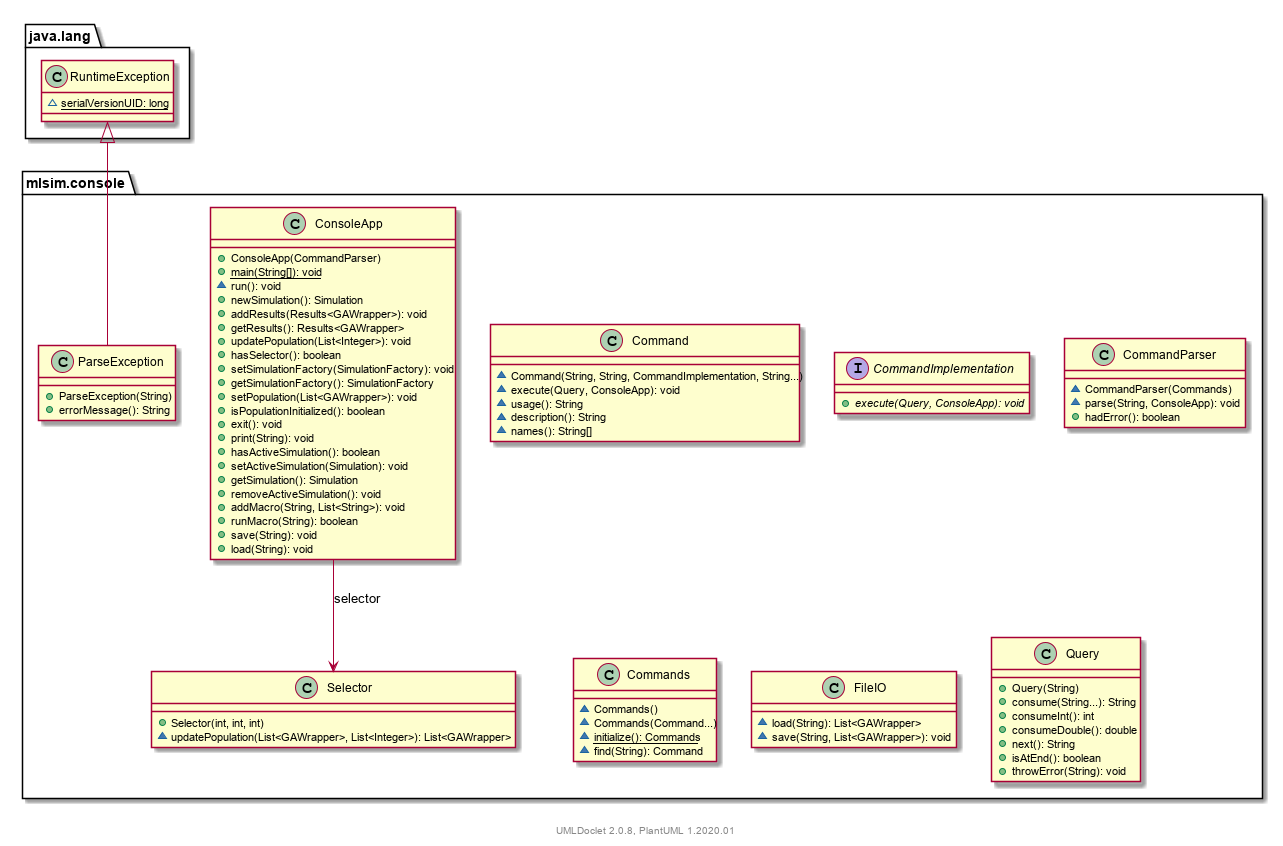 java.lang
C RuntimeException
serialVersionUID: long
mlsim.console
C ParseException
ParseException(String)
errorMessage(): String
C ConsoleApp
ConsoleApp(CommandParser)
main(String[]): void
run(): void
newSimulation(): Simulation
addResults(Results<GAWrapper>): void
getResults(): Results<GAWrapper>
updatePopulation(List<Integer>): void
hasSelector(): boolean
setSimulationFactory(SimulationFactory): void
getSimulationFactory(): SimulationFactory
setPopulation(List<GAWrapper>): void
isPopulationInitialized(): boolean
exit(): void
print(String): void
hasActiveSimulation(): boolean
setActiveSimulation(Simulation): void
getSimulation(): Simulation
removeActiveSimulation(): void
addMacro(String, List<String>): void
runMacro(String): boolean
save(String): void
load(String): void
C Command
Command(String, String, CommandImplementation, String...)
execute(Query, ConsoleApp): void
usage(): String
description(): String
names(): String[]
I CommandImplementation
execute(Query, ConsoleApp): void
C CommandParser
CommandParser(Commands)
parse(String, ConsoleApp): void
hadError(): boolean
selector
C Selector
Selector(int, int, int)
updatePopulation(List<GAWrapper>, List<Integer>): List<GAWrapper>
C Commands
Commands()
Commands(Command...)
initialize(): Commands
find(String): Command
C FileIO
load(String): List<GAWrapper>
save(String, List<GAWrapper>): void
C Query
Query(String)
consume(String...): String
consumeInt(): int
consumeDouble(): double
next(): String
isAtEnd(): boolean
throwError(String): void
UMLDoclet 2.0.8, PlantUML 1.2020.01